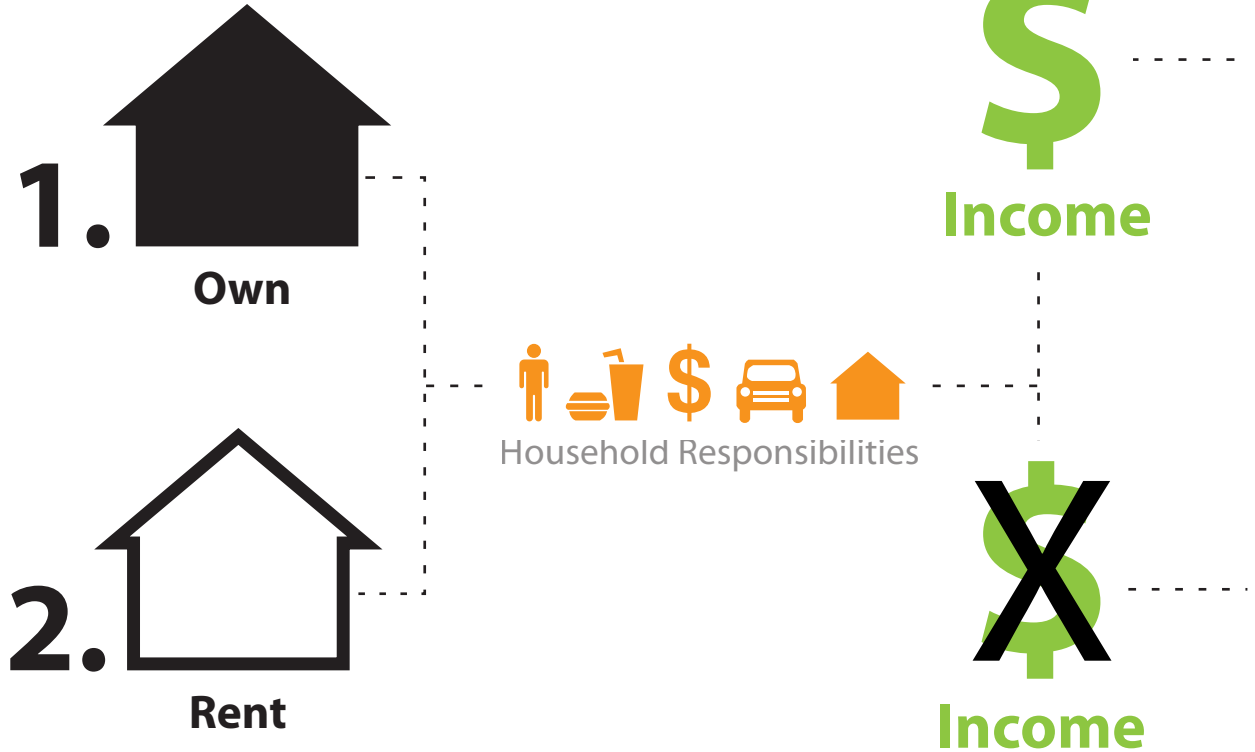 $
Income
1.
Own
$
Household Responsibilities
2.
Rent
$
X
Income